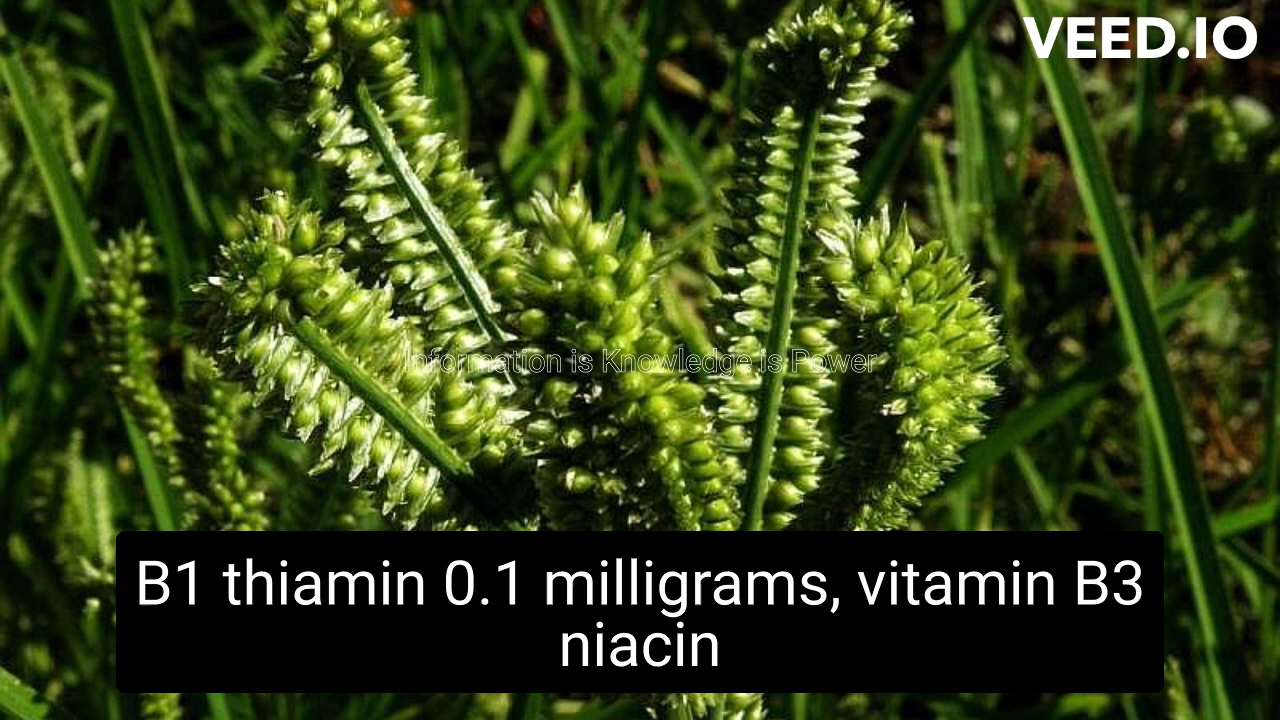 VEED.IO
Information is Knowledge is Power
B1 thiamin 0.1 milligrams, vitamin B3
niacin